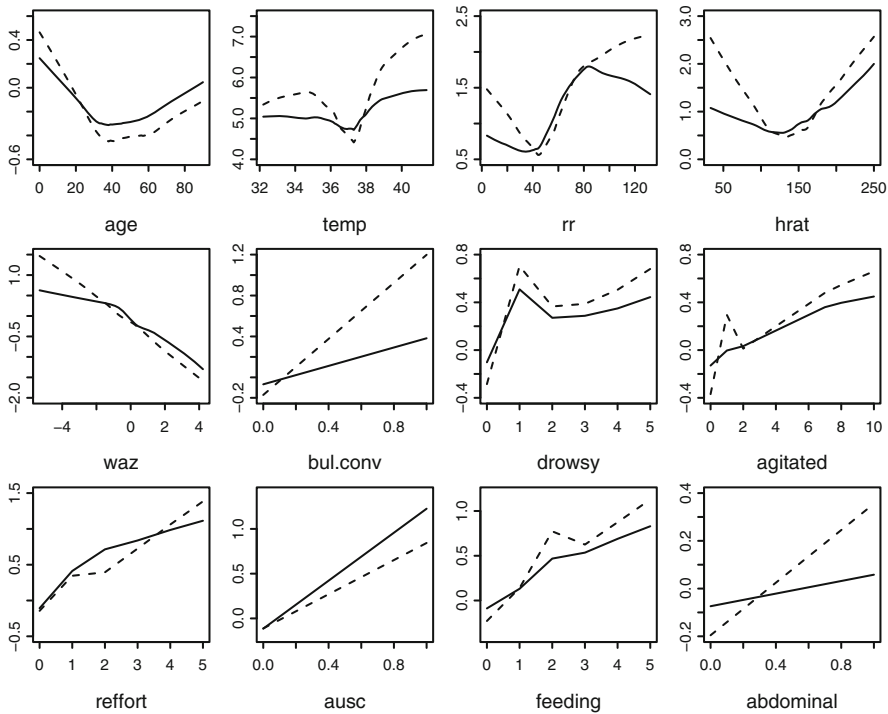 −0.6 0.0 0.4
0 20 40 60 80
age
4.0 5.0 6.0 7.0
32 34 36 38 40
temp
0.5 1.5 2.5
0 40 80 120
rr
0.0 1.0 2.0 3.0
50 150 250
hrat
−2.0 −0.5 1.0
−4 0 2 4
waz
−0.2 0.4 0.8 1.2
0.0 0.4 0.8
bul.conv
−0.4 0.0 0.4 0.8
0 1 2 3 4 5
drowsy
−0.4 0.0 0.4 0.8
0 2 4 6 8 10
agitated
−0.5 0.5 1.5
0 1 2 3 4 5
reffort
0.0 0.5 1.0
0.0 0.4 0.8
ausc
0.0 0.5 1.0
0 1 2 3 4 5
feeding
−0.2 0.0 0.2 0.4
0.0 0.4 0.8
abdominal